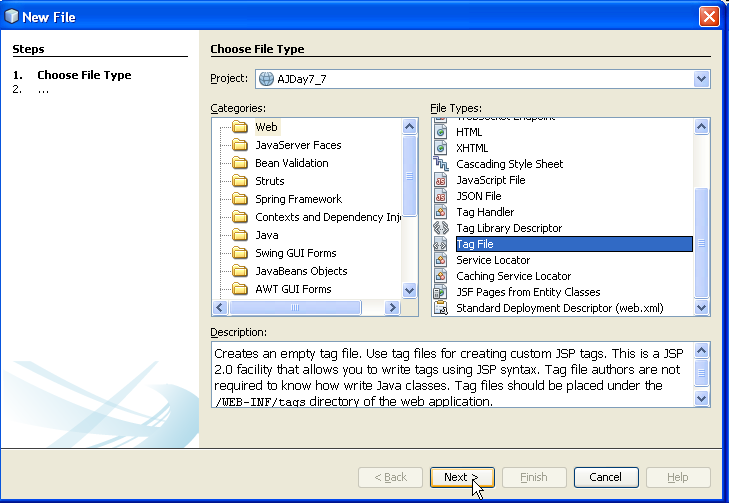 New File
Steps
1. Choose File Type
2. ...
Choose File Type
Project: AJDay7_7
Categories:
Web
JavaServer Faces
Bean Validation
Struts
Spring Framework
Contexts and Dependency Inj
Java
Swing GUI Forms
JavaBeans Objects
AWT GUI Forms
File Types:
WebSocket Endpoint
HTML
XHTML
Cascading Style Sheet
JavaScript File
JSON File
Tag Handler
Tag Library Descriptor
Tag File
Service Locator
Caching Service Locator
JSF Pages from Entity Classes
Standard Deployment Descriptor (web.xml)
Description:
Creates an empty tag file. Use tag files for creating custom JSP tags. This is a JSP
2.0 facility that allows you to write tags using JSP syntax. Tag file authors are not
required to know how write Java classes. Tag files should be placed under the
/WEB-INF/tags directory of the web application.
< Back
Next >
Finish
Cancel
Help